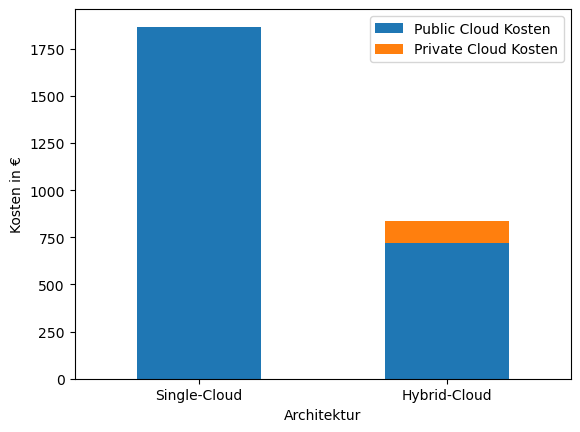 Public Cloud Kosten
Private Cloud Kosten
Kosten in €
1750
1500
1250
1000
750
500
250
0
Single-Cloud
Hybrid-Cloud
Architektur